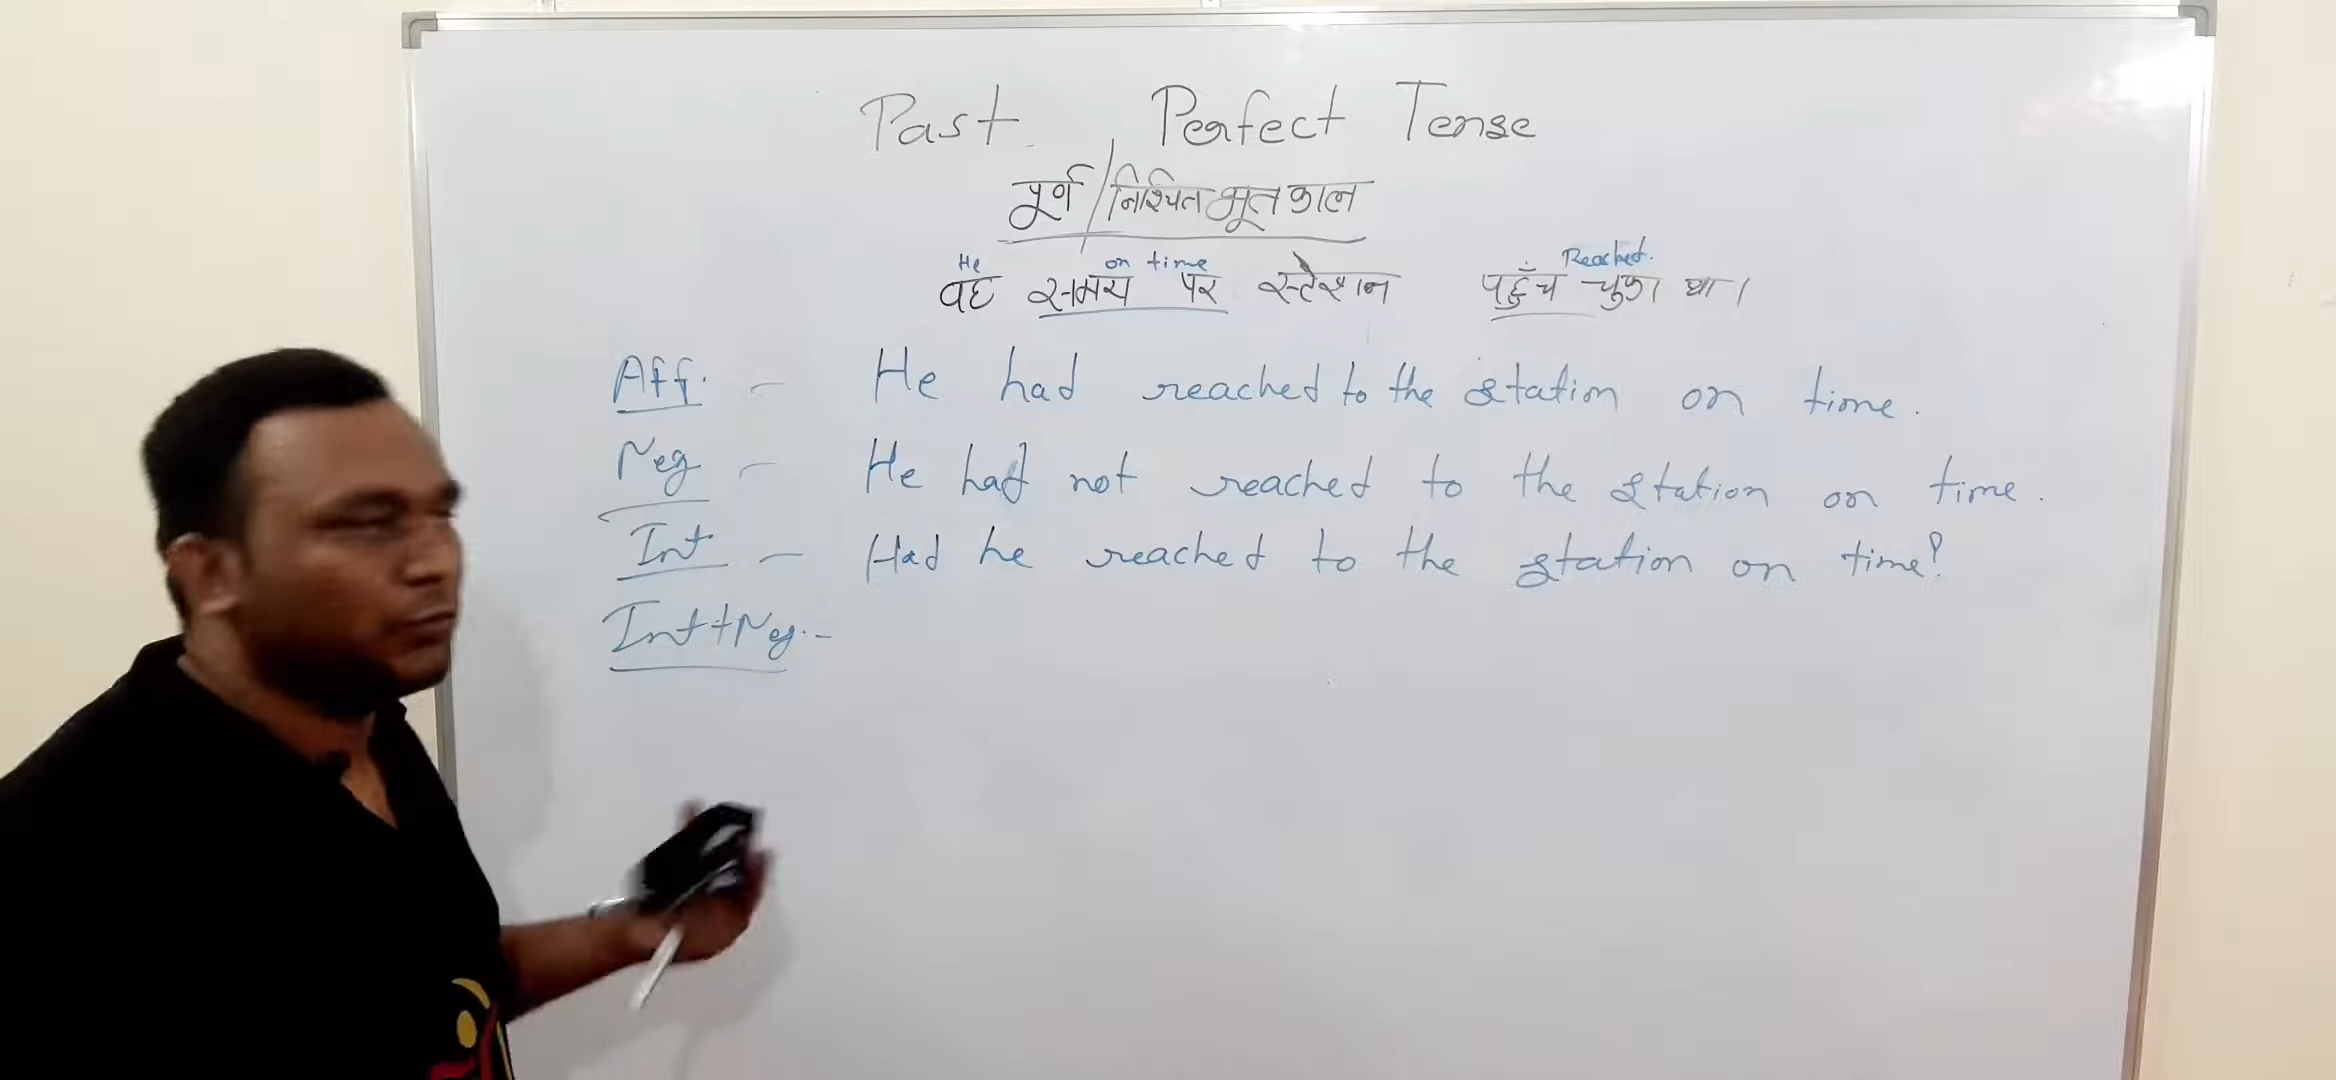 Past Perfect Tense
पूर्ण/निश्चित भूतकाल
He on time Reached.
वह समय पर स्टेशन पहुँच चुका था।
Aff. - He had reached to the station on time.
Neg - He had not reached to the station on time.
Int - Had he reached to the station on time?
Int+Neg.-